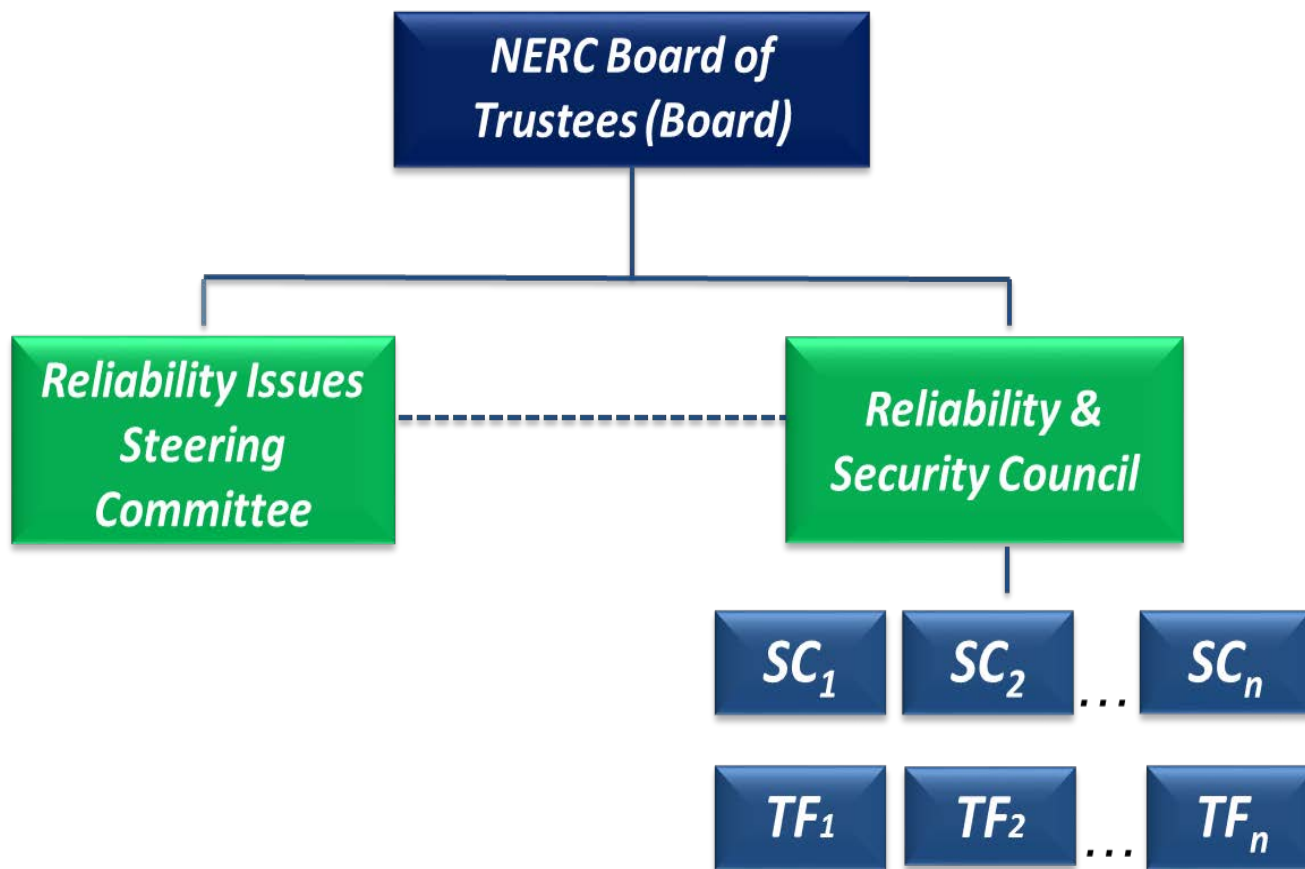 NERC Board of
Trustees (Board)
Reliability Issues
Steering
Committee
Reliability &
Security Council
SC₁ SC₂ ... SCₙ
TF₁ TF₂ ... TFₙ